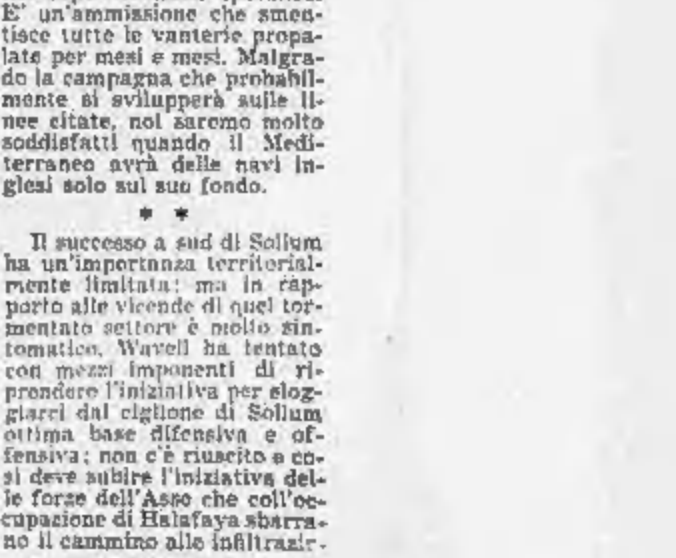 E' un'ammissione che smen-
tisce tutte le vanterie propa-
late per mesi e mesi. Malgra-
do la campagna che probabil-
mente si svilupperà sulle li-
nee citate, noi saremo molto
soddisfatti quando il Medi-
terraneo avrà delle navi in-
glesi solo sul suo fondo.
* *
Il successo a sud di Sollum
ha un'importanza territorial-
mente limitata; ma in rap-
porto alle vicende di quel tor-
mentato settore è molto sin-
tomatico. Wavell ha tentato
con mezzi imponenti di ri-
prendere l'iniziativa per slog-
giarci dal ciglione di Sollum
ottima base difensiva e of-
fensiva; non c'è riuscito e co-
sì deve subire l'iniziativa del-
le forze dell'Asse che coll'oc-
cupazione di Halafaya sbarra-
no il cammino alle infiltrazir-